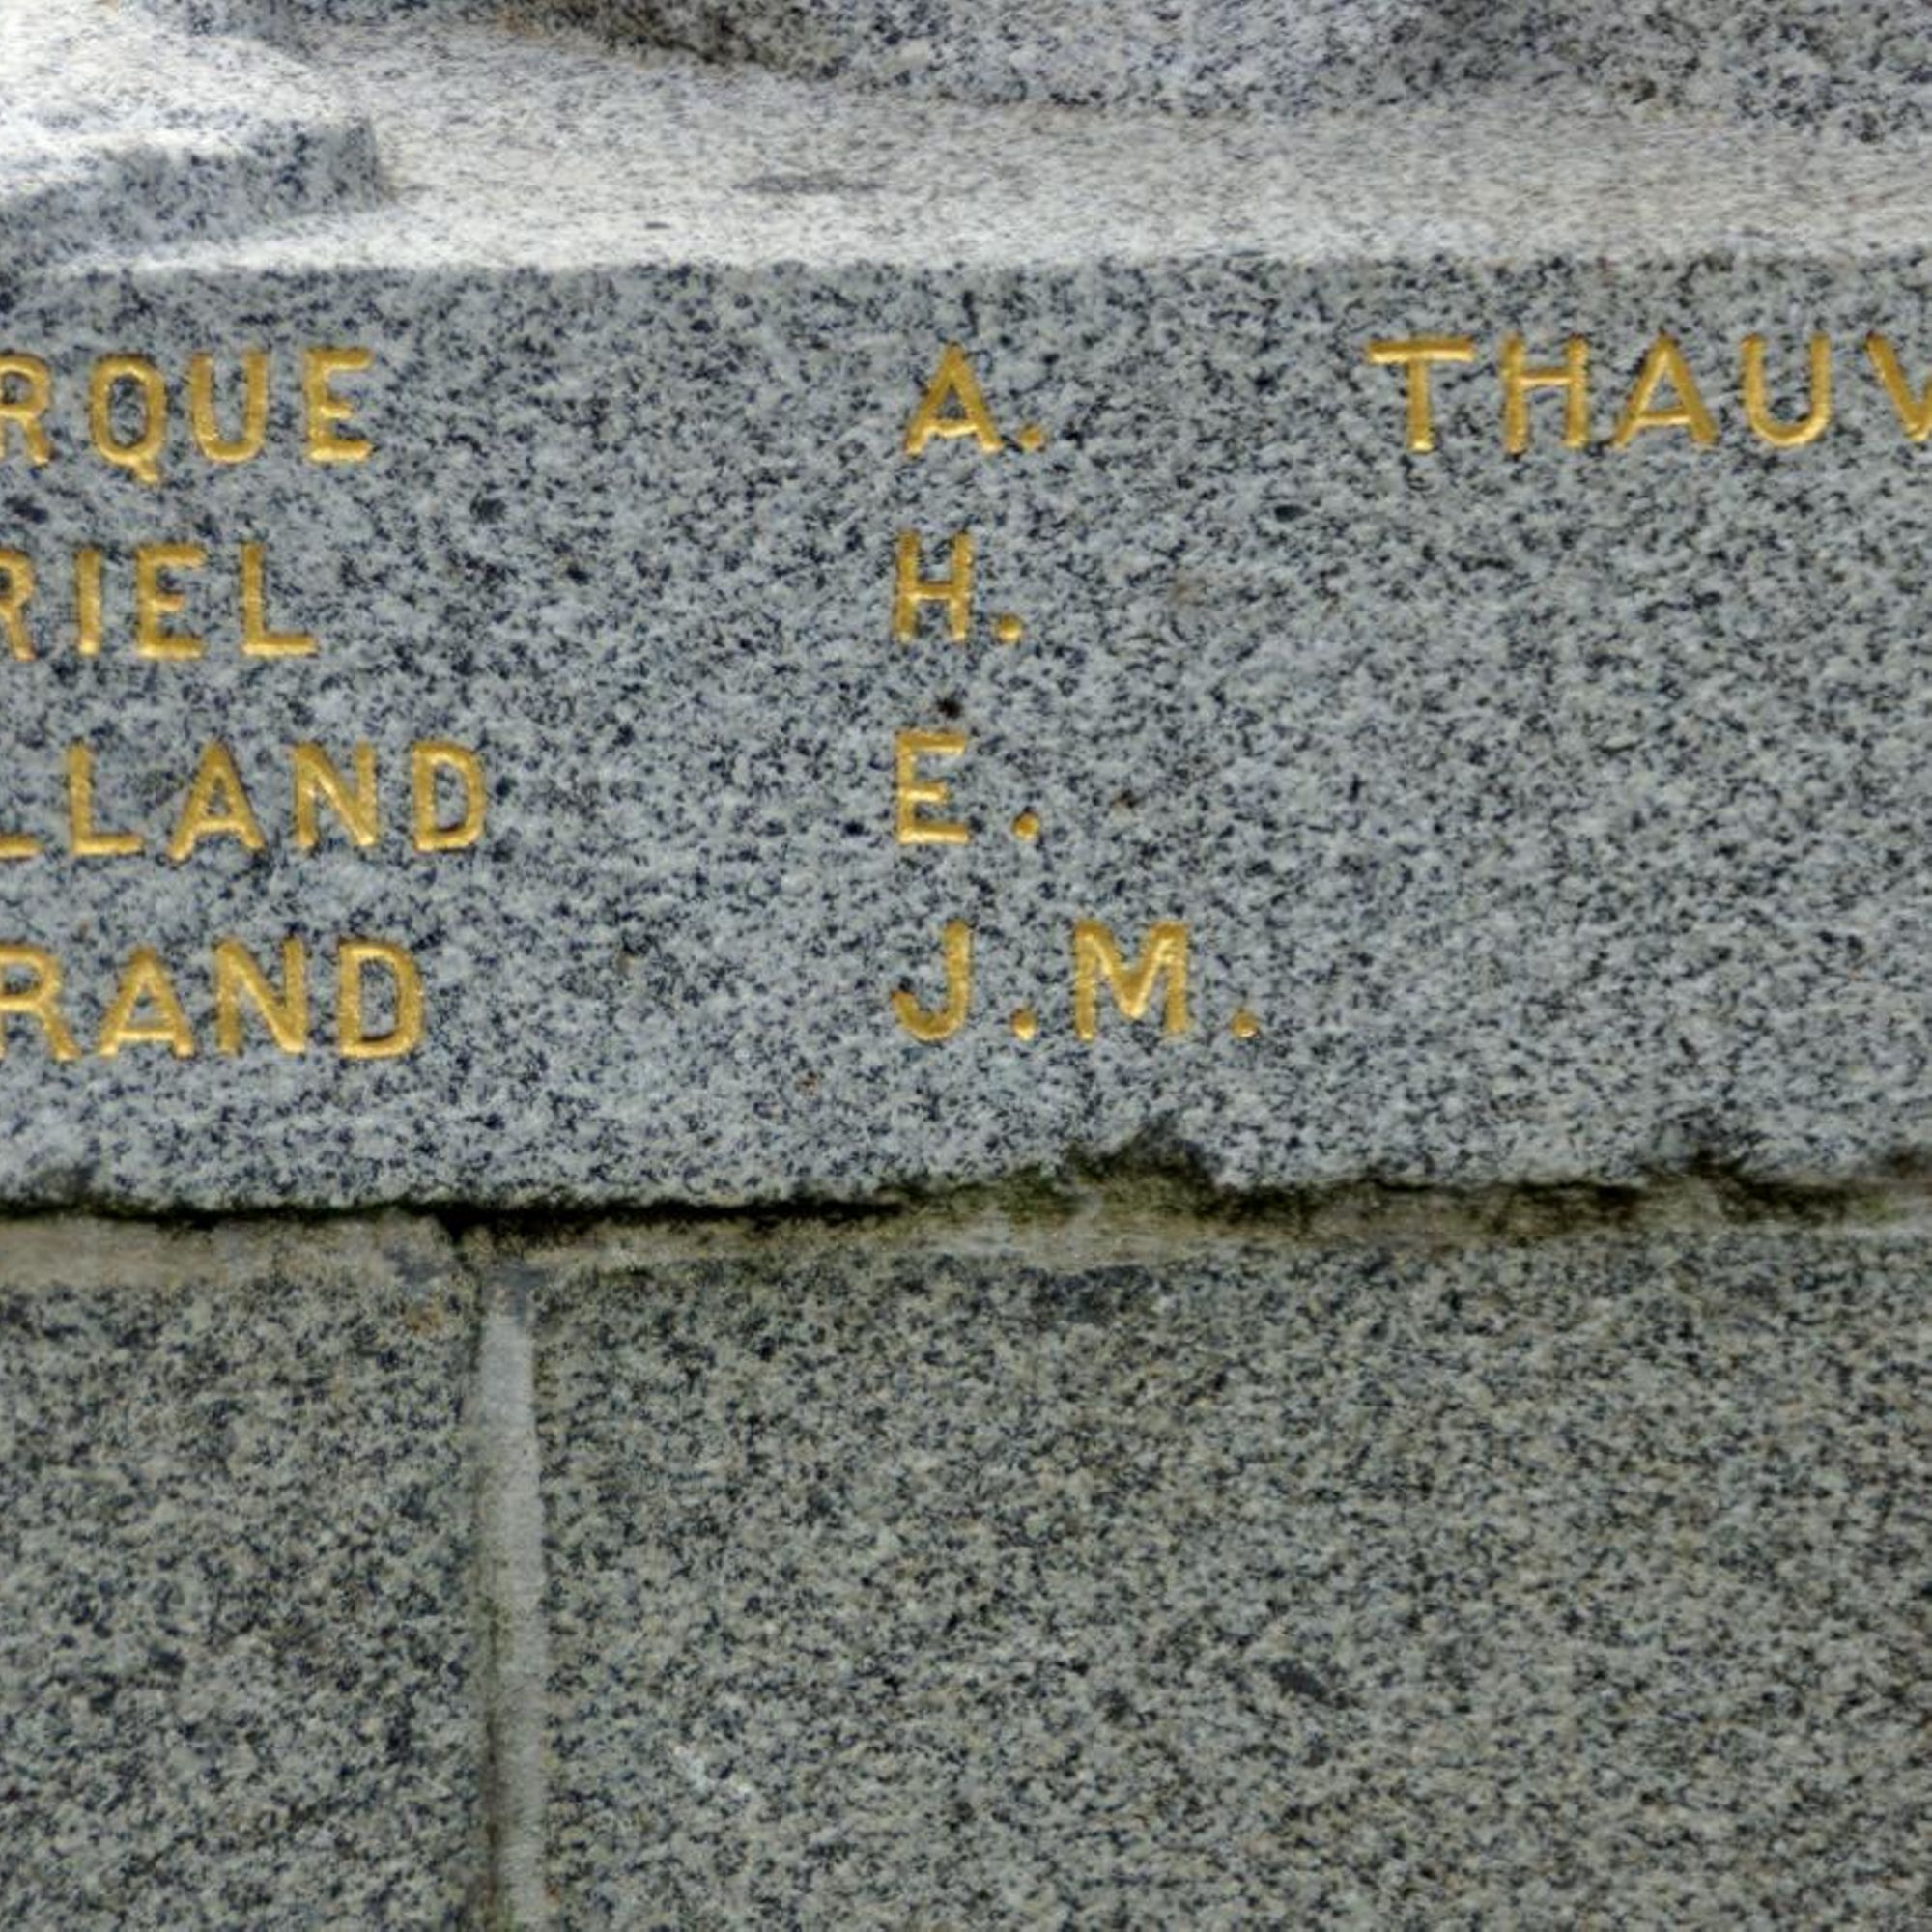 RQUE A. THAUV
RIEL H.
LLAND E.
RAND J.M.